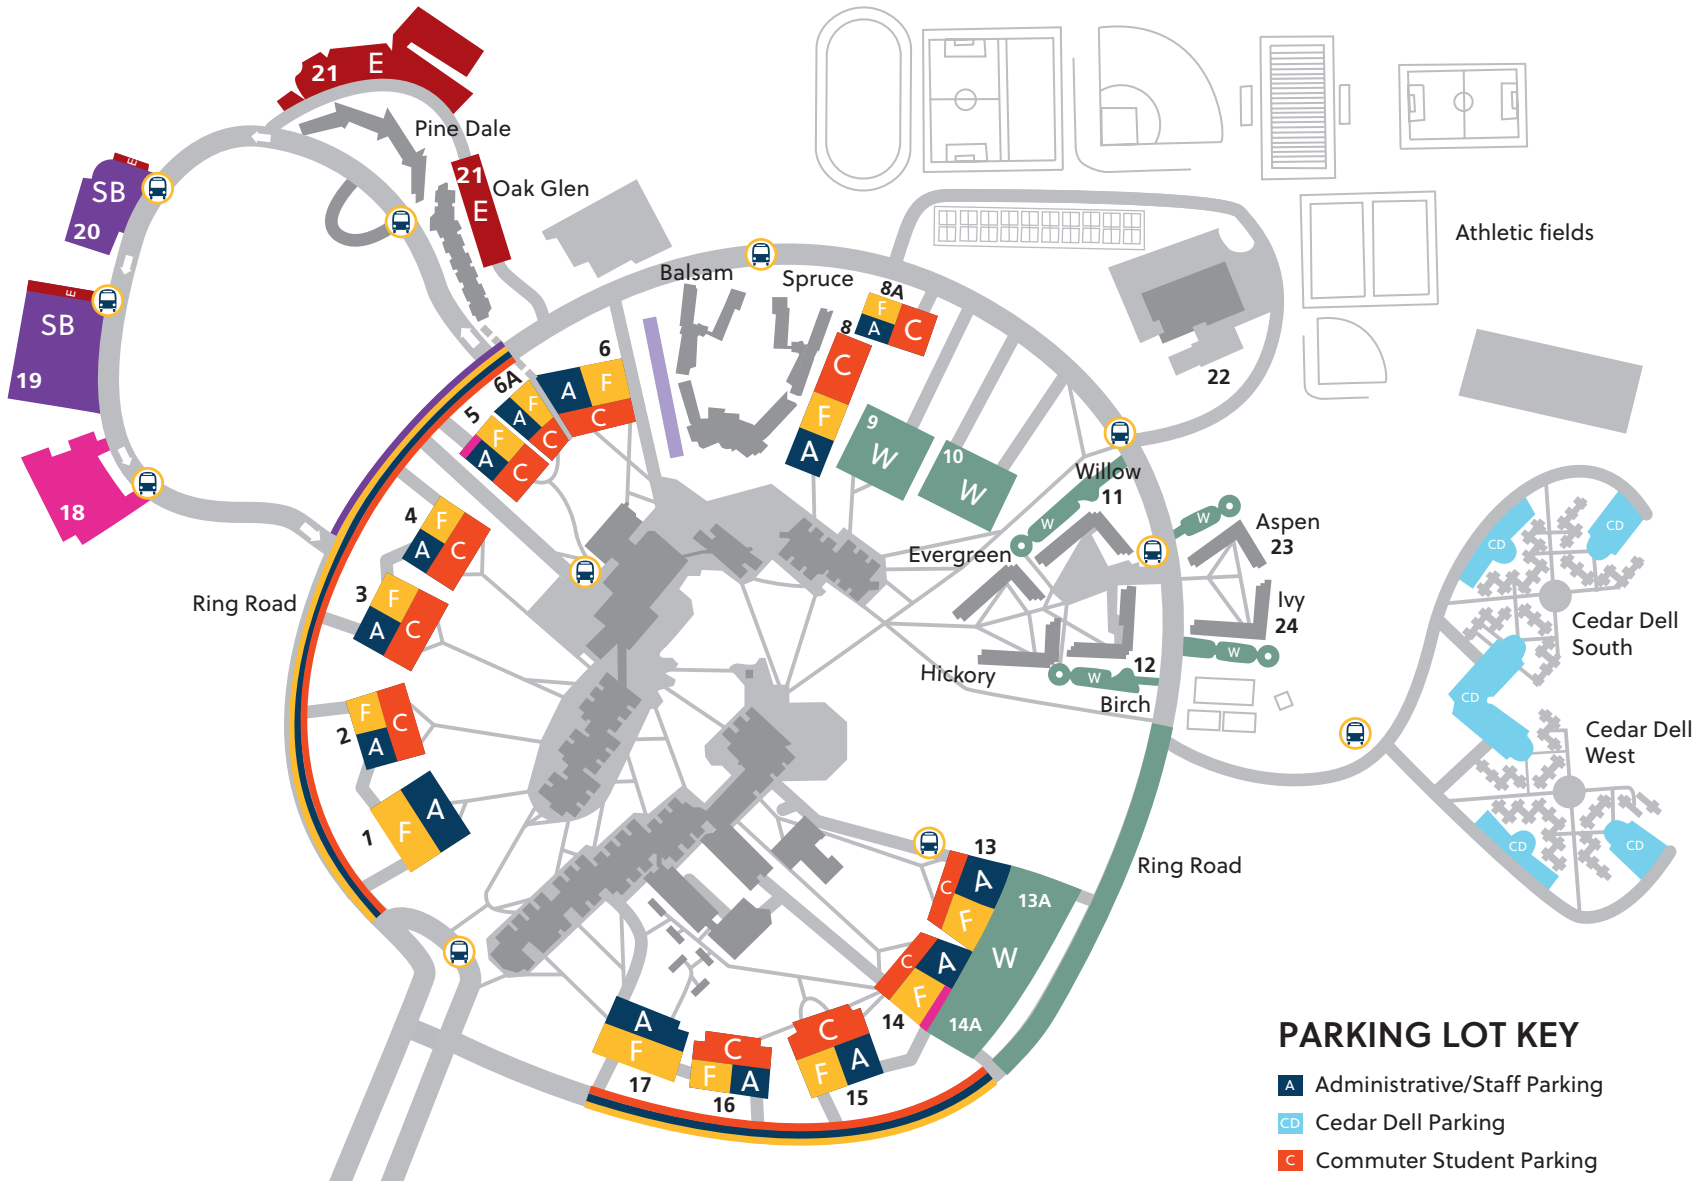 21 E
Pine Dale
21
E
Oak Glen
E
SB
20
E
SB
19
18
Athletic fields
Balsam
Spruce
8A
F
A C
8
C
F
A
6
A F
C
6A
F
A
C
5
F
A
C
22
9
W
10
W
Willow
11
W
W
Aspen
23
4
F
A C
Evergreen
CD
CD
3
F
A C
Ring Road
Ivy
24
W
Cedar Dell
South
12
W
Hickory
Birch
CD
2
F
A
C
Cedar Dell
West
1
A
F
13
C
A
F
13A
W
Ring Road
CD
CD
C
A
F
14
14A
A
F
17
C
F A
16
C
F A
15
PARKING LOT KEY
A Administrative/Staff Parking
CD Cedar Dell Parking
C Commuter Student Parking